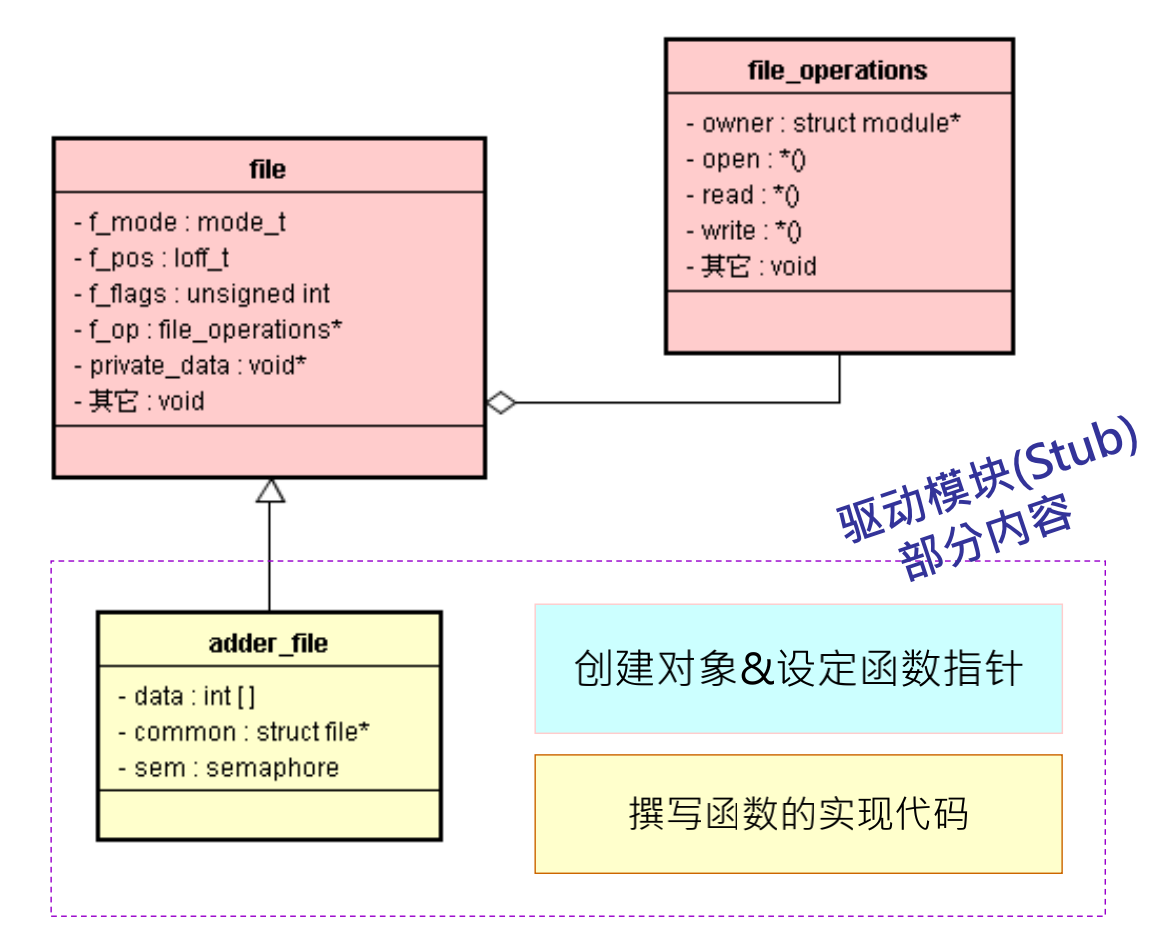 file_operations
- owner : struct module*
- open : *()
- read : *()
- write : *()
- 其它 : void
file
- f_mode : mode_t
- f_pos : loff_t
- f_flags : unsigned int
- f_op : file_operations*
- private_data : void*
- 其它 : void
驱动模块(Stub)
部分内容
adder_file
- data : int [ ]
- common : struct file*
- sem : semaphore
创建对象&设定函数指针
撰写函数的实现代码